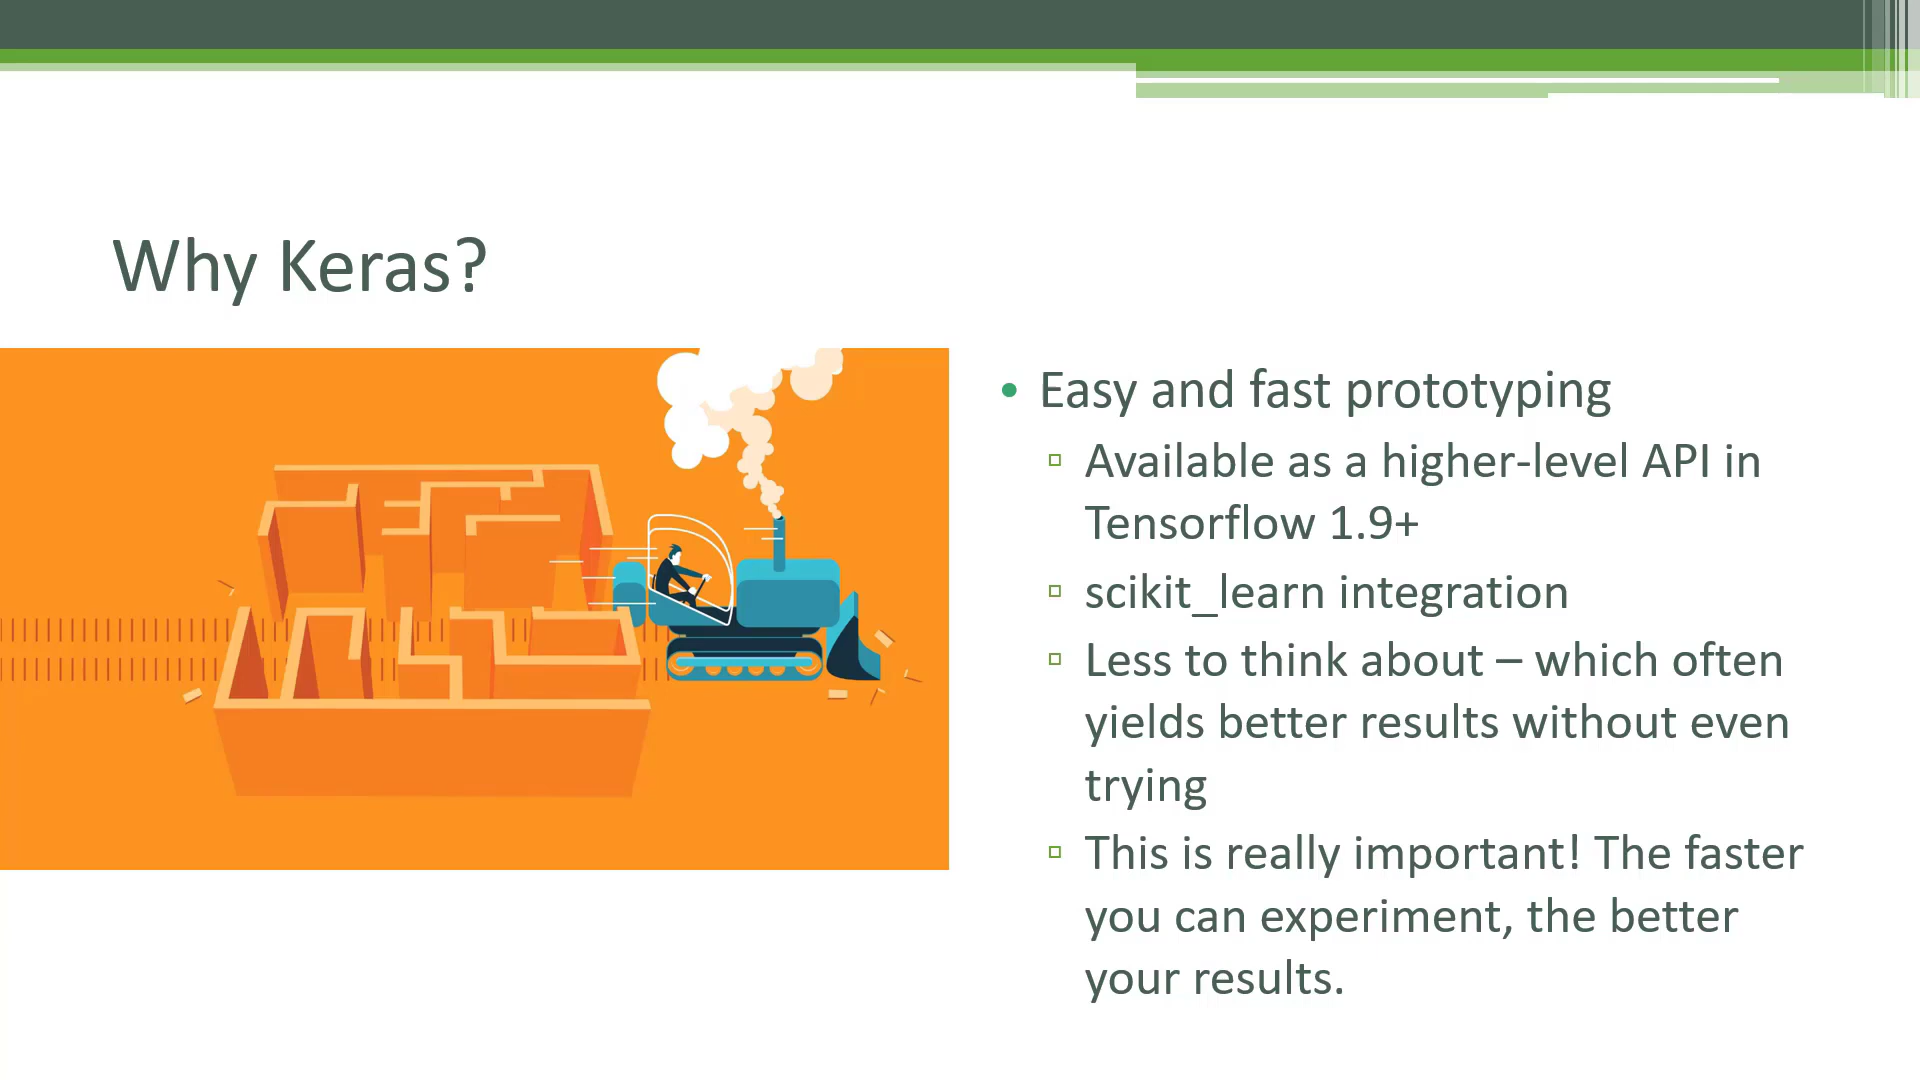 Why Keras?
• Easy and fast prototyping
▫ Available as a higher-level API in
Tensorflow 1.9+
▫ scikit_learn integration
▫ Less to think about – which often
yields better results without even
trying
▫ This is really important! The faster
you can experiment, the better
your results.